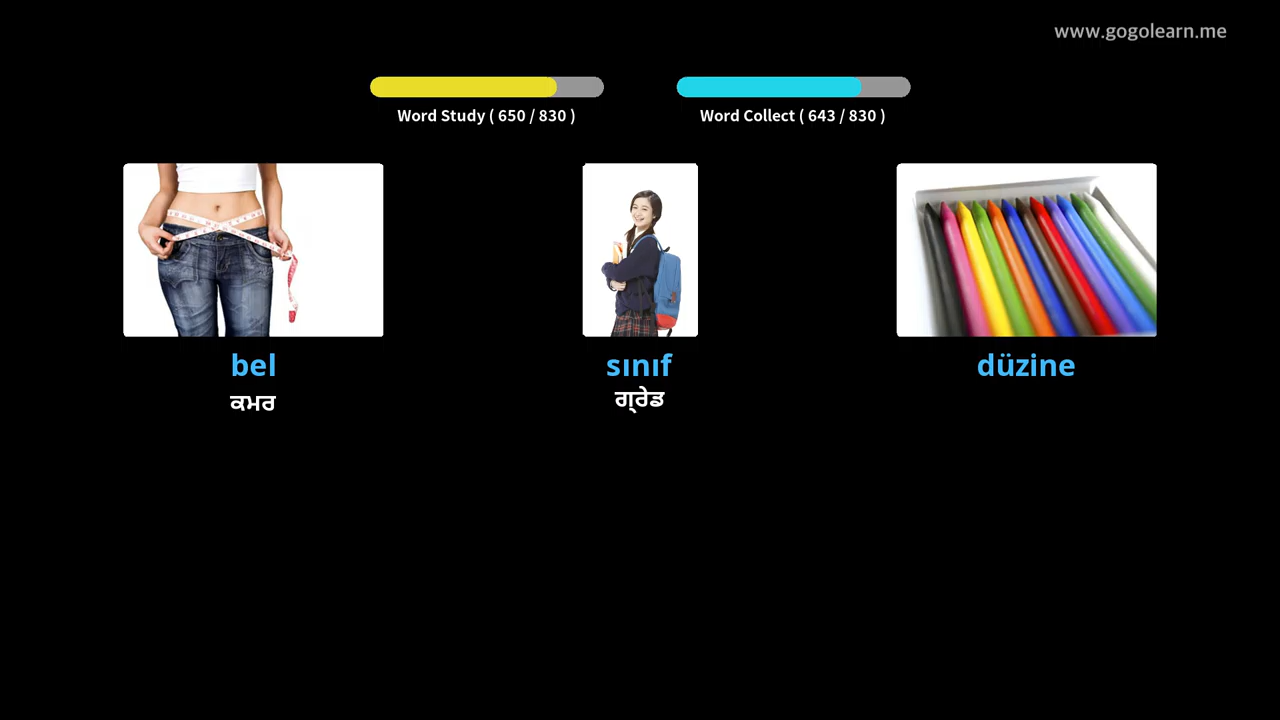 www.gogolearn.me
Word Study ( 650 / 830 )
Word Collect ( 643 / 830 )
bel
ਕਮਰ
sınıf
ਗ੍ਰੇਡ
düzine